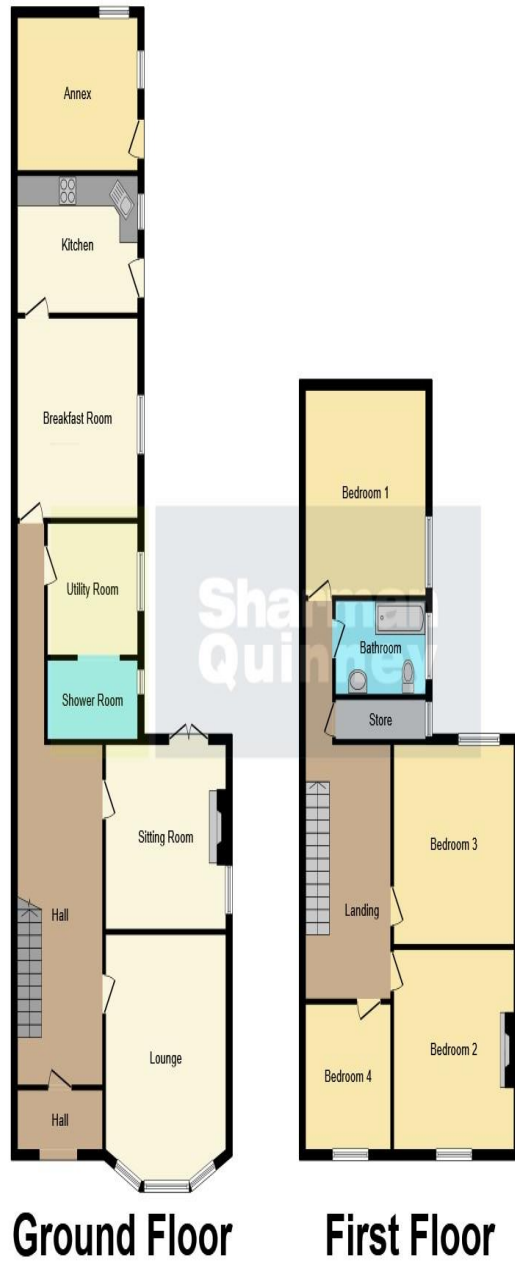 Annex
Kitchen
Breakfast Room
Utility Room
Shower Room
Sitting Room
Hall
Lounge
Hall
Ground Floor
Bedroom 1
Bathroom
Store
Bedroom 3
Landing
Bedroom 2
Bedroom 4
First Floor
Sharman
Quinney